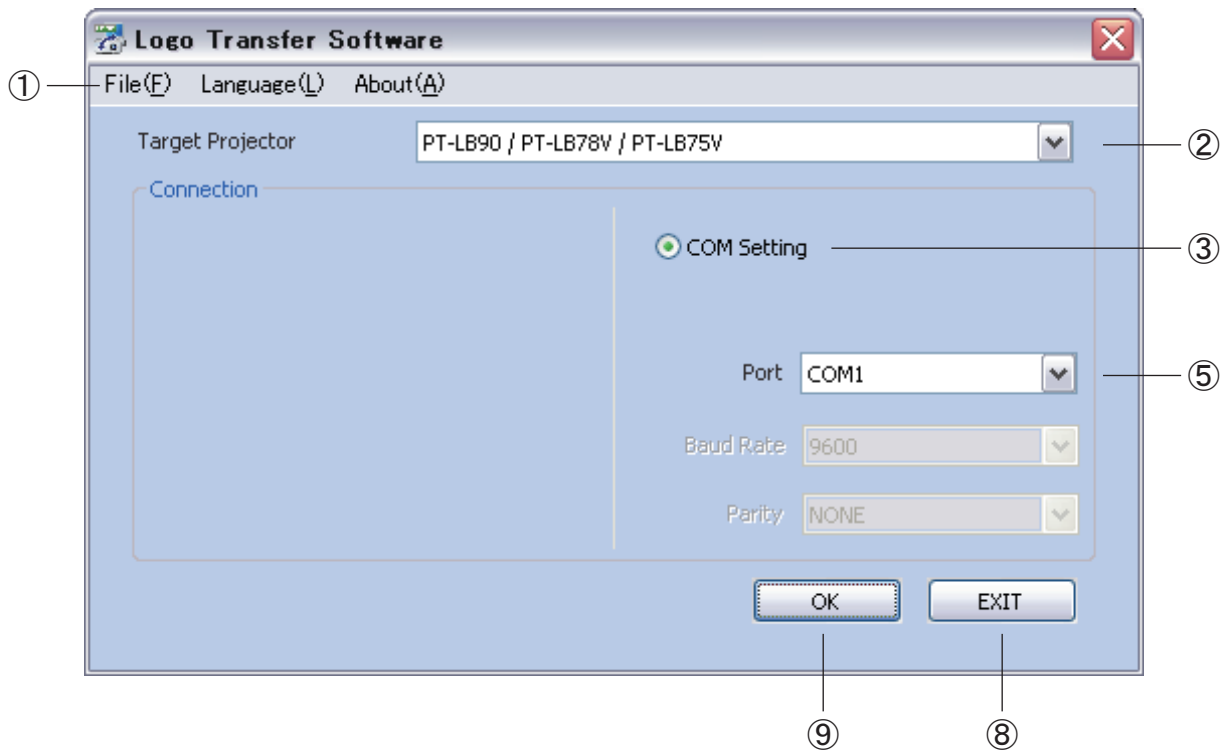 Logo Transfer Software
① File(F) Language(L) About(A)
Target Projector PT-LB90 / PT-LB78V / PT-LB75V ②
Connection
COM Setting ③
Port COM1 ⑤
Baud Rate 9600
Parity NONE
OK EXIT
⑨ ⑧